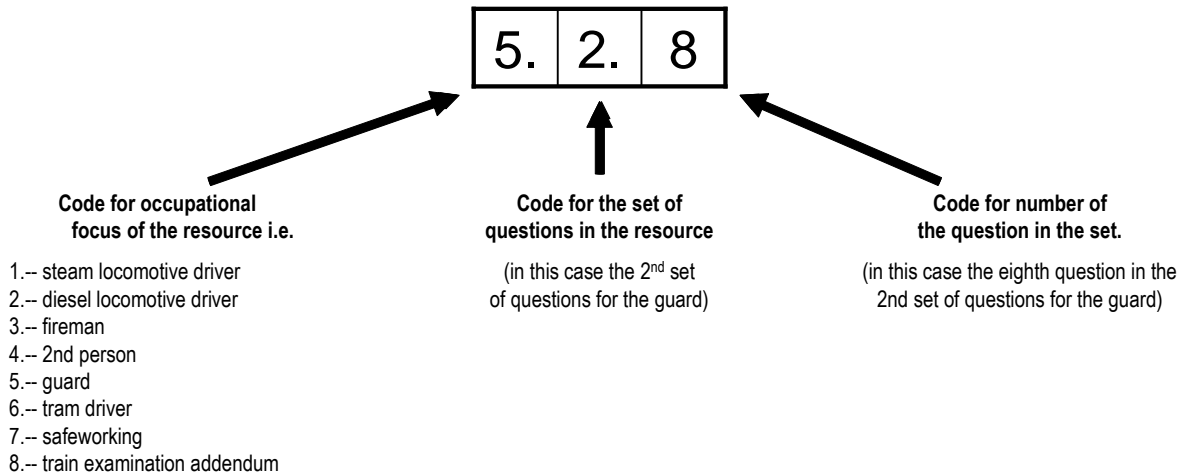 5. 2. 8
Code for occupational
focus of the resource i.e.
1.-- steam locomotive driver
2.-- diesel locomotive driver
3.-- fireman
4.-- 2nd person
5.-- guard
6.-- tram driver
7.-- safeworking
8.-- train examination addendum
Code for the set of
questions in the resource
(in this case the 2nd set
of questions for the guard)
Code for number of
the question in the set.
(in this case the eighth question in the
2nd set of questions for the guard)